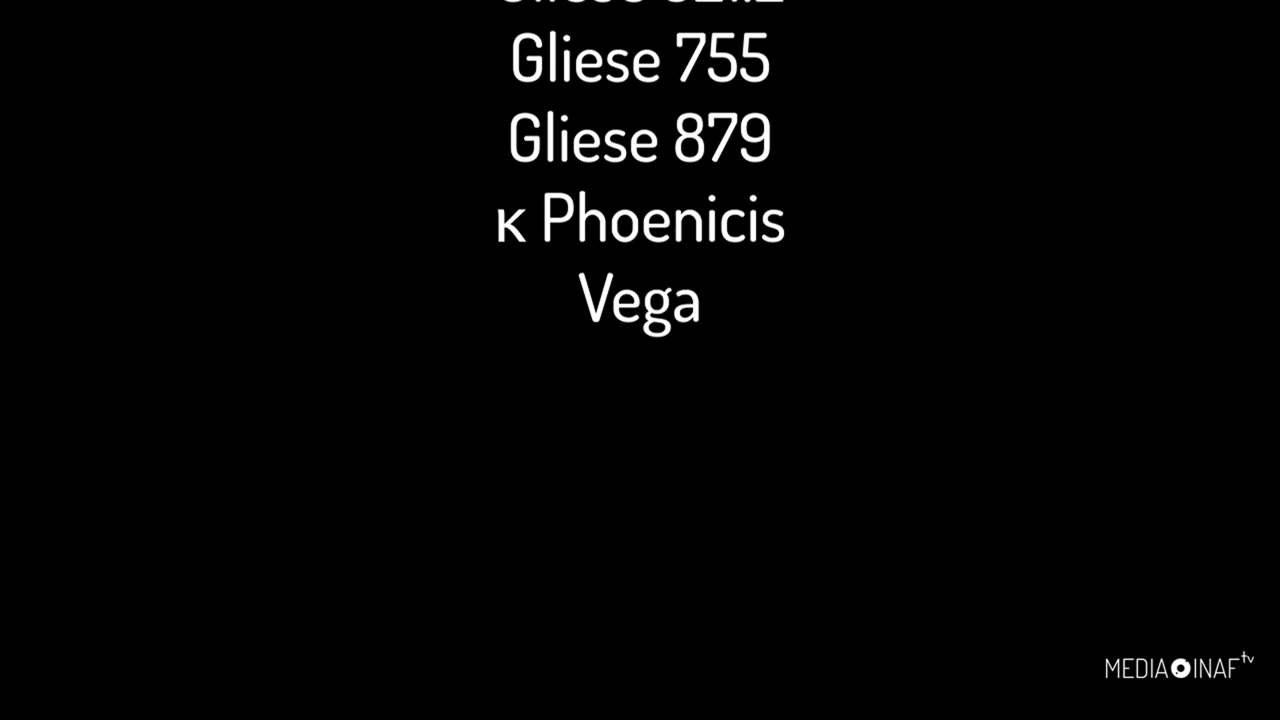 Gliese 755
Gliese 879
κ Phoenicis
Vega
MEDIA INAF tv